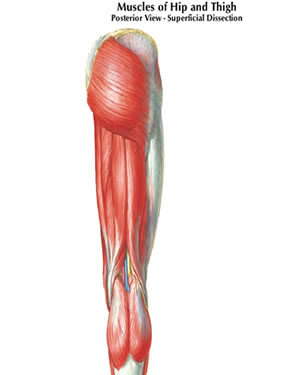 Muscles of Hip and Thigh
Posterior View - Superficial Dissection